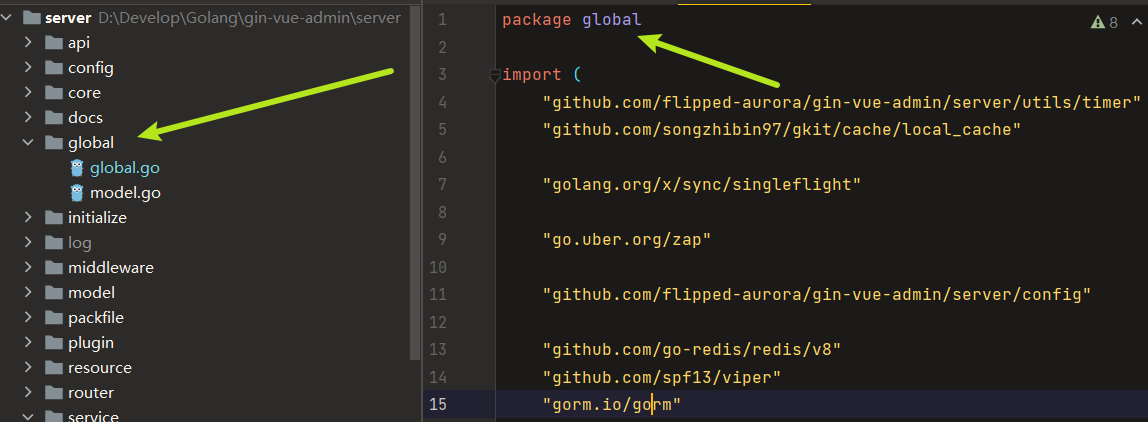 server D:\Develop\Golang\gin-vue-admin\server
api
config
core
docs
global
global.go
model.go
initialize
log
middleware
model
packfile
plugin
resource
router
service
8
1 package global
2
3 import (
4 "github.com/flipped-aurora/gin-vue-admin/server/utils/timer"
5 "github.com/songzhibin97/gkit/cache/local_cache"
6
7 "golang.org/x/sync/singleflight"
8
9 "go.uber.org/zap"
10
11 "github.com/flipped-aurora/gin-vue-admin/server/config"
12
13 "github.com/go-redis/redis/v8"
14 "github.com/spf13/viper"
15 "gorm.io/gorm"